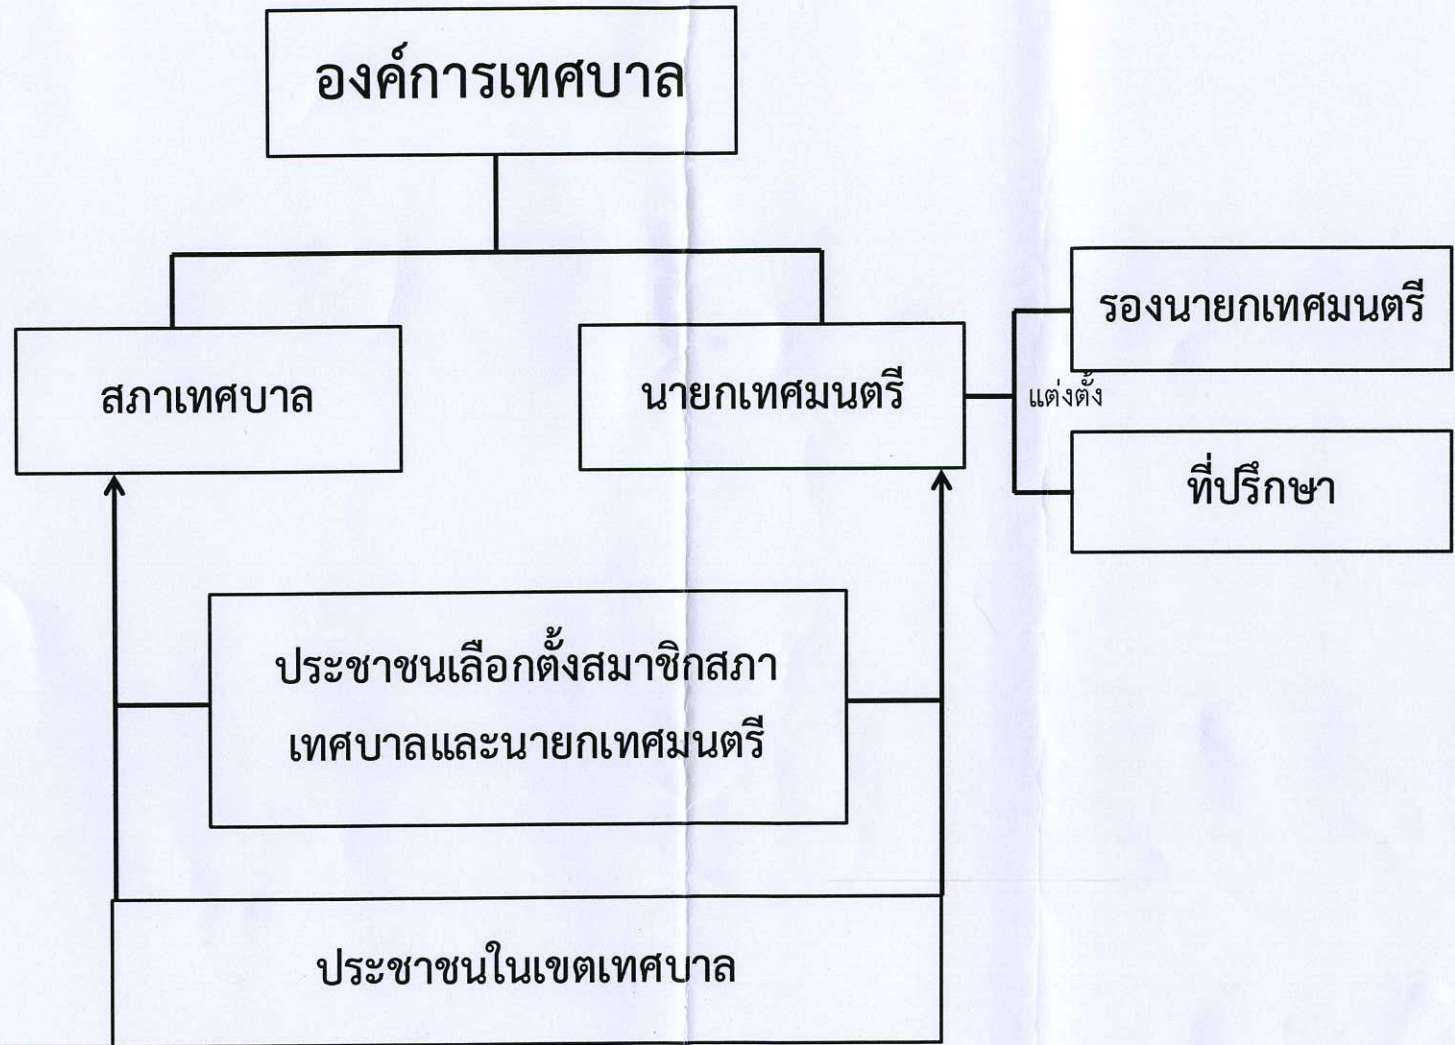 องค์การเทศบาล
สภาเทศบาล
นายกเทศมนตรี
แต่งตั้ง
รองนายกเทศมนตรี
ที่ปรึกษา
ประชาชนเลือกตั้งสมาชิกสภา
เทศบาลและนายกเทศมนตรี
ประชาชนในเขตเทศบาล